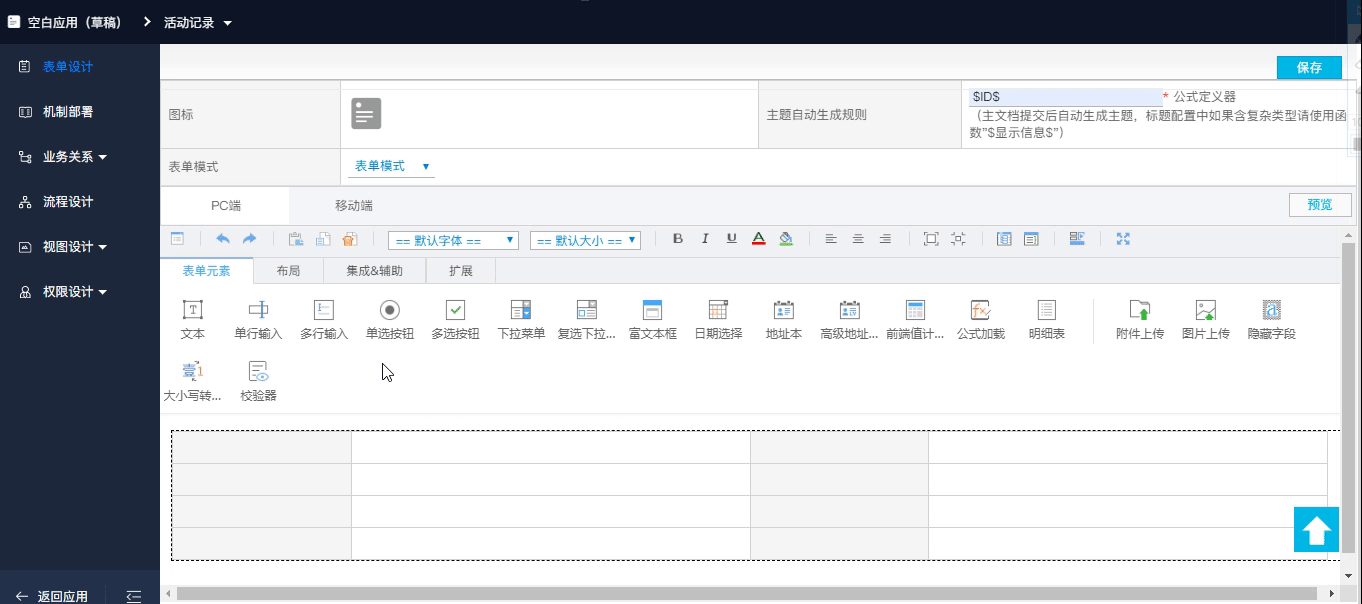 空白应用（草稿） 活动记录
表单设计
机制部署
业务关系
流程设计
视图设计
权限设计
返回应用
保存
图标
主题自动生成规则
$ID$ * 公式定义器
（主文档提交后自动生成主题，标题配置中如果含复杂类型请使用函
数"$显示信息$"）
表单模式
表单模式
PC端 移动端 预览
== 默认字体 == == 默认大小 == B I U A
表单元素 布局 集成&辅助 扩展
文本 单行输入 多行输入 单选按钮 多选按钮 下拉菜单 复选下拉... 富文本框 日期选择 地址本 高级地址... 前端值计... 公式加载 明细表 附件上传 图片上传 隐藏字段
大小写转... 校验器